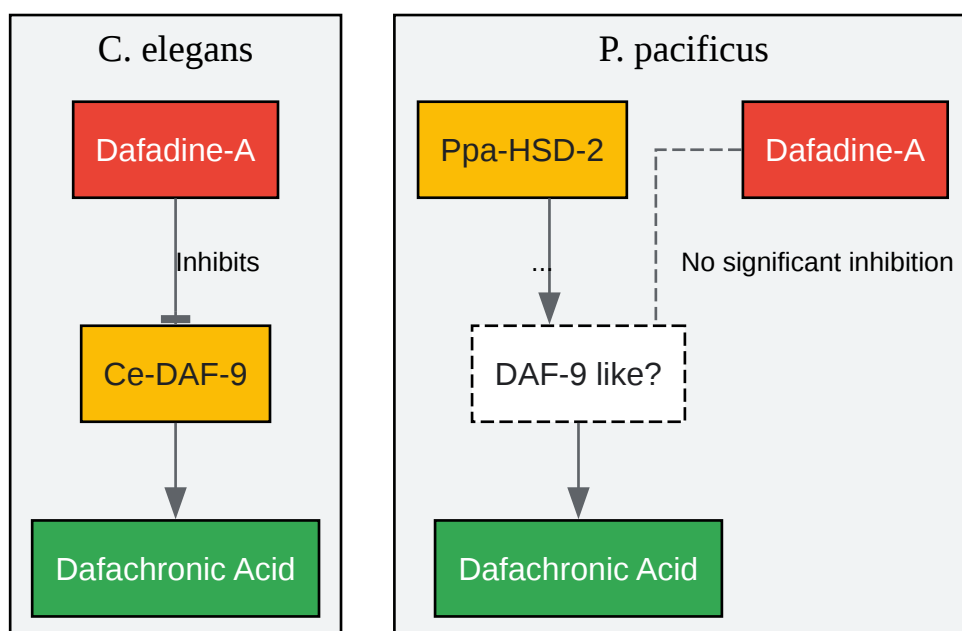 C. elegans
Dafadine-A
Inhibits
Ce-DAF-9
Dafachronic Acid
P. pacificus
Ppa-HSD-2
Dafadine-A
...
No significant inhibition
DAF-9 like?
Dafachronic Acid